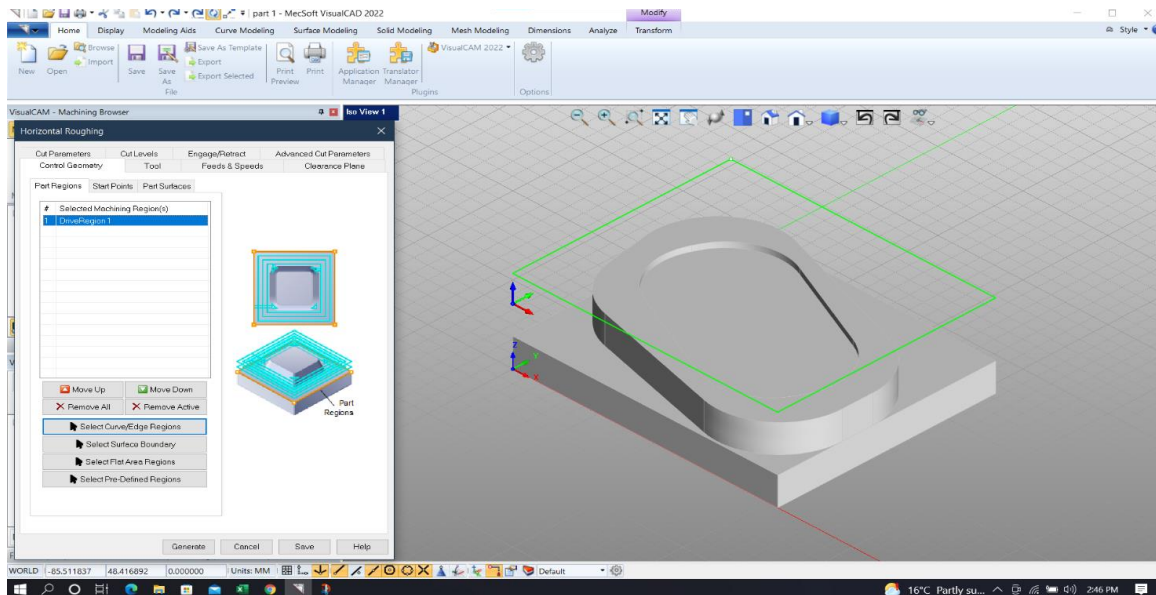 part 1 - MecSoft VisualCAD 2022
Modify
Home Display Modeling Aids Curve Modeling Surface Modeling Solid Modeling Mesh Modeling Dimensions Analyze Transform Style
New Open Browse Import Save Save As Save As Template Export Export Selected Print Preview Print Application Manager Translator Manager VisualCAM 2022
File Plugins Options
VisualCAM - Machining Browser
Iso View 1
Horizontal Roughing
Cut Parameters Cut Levels Engage/Retract Advanced Cut Parameters
Control Geometry Tool Feeds & Speeds Clearance Plane
Part Regions Start Points Part Surfaces
# Selected Machining Region(s)
1 DriveRegion 1
Part
Regions
Move Up Move Down
Remove All Remove Active
Select Curve/Edge Regions
Select Surface Boundary
Select Flat Area Regions
Select Pre-Defined Regions
Generate Cancel Save Help
Z
Y
X
WORLD -85.511837 48.416892 0.000000 Units: MM Default
16°C Partly su... 2:46 PM